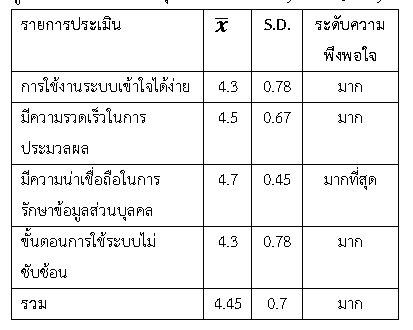 รายการประเมิน x̄ S.D. ระดับความ
พึงพอใจ
การใช้งานระบบเข้าใจได้ง่าย 4.3 0.78 มาก
มีความรวดเร็วในการ 4.5 0.67 มาก
ประมวลผล
มีความน่าเชื่อถือในการ 4.7 0.45 มากที่สุด
รักษาข้อมูลส่วนบุคคล
ขั้นตอนการใช้ระบบไม่ 4.3 0.78 มาก
ซับซ้อน
รวม 4.45 0.7 มาก